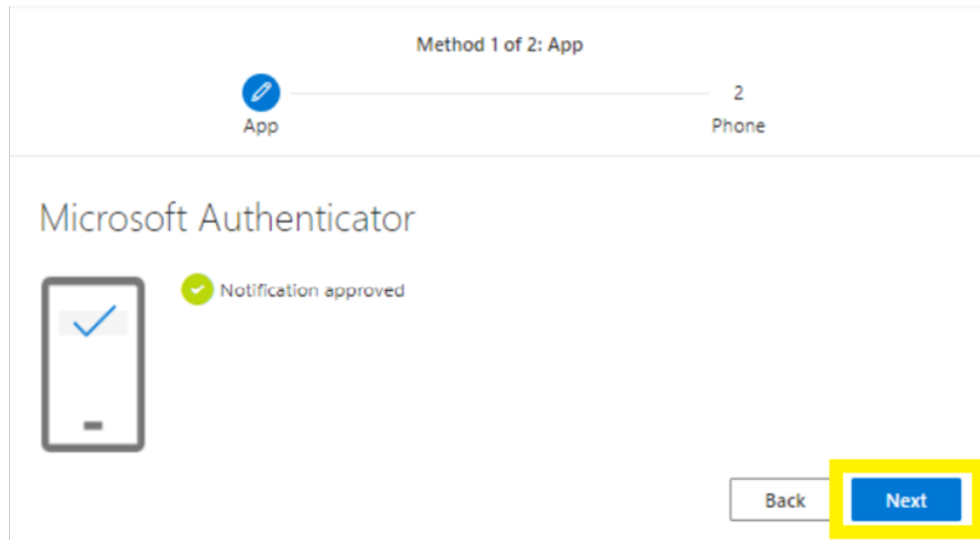 Method 1 of 2: App
2
App
Phone
Microsoft Authenticator
Notification approved
Back
Next